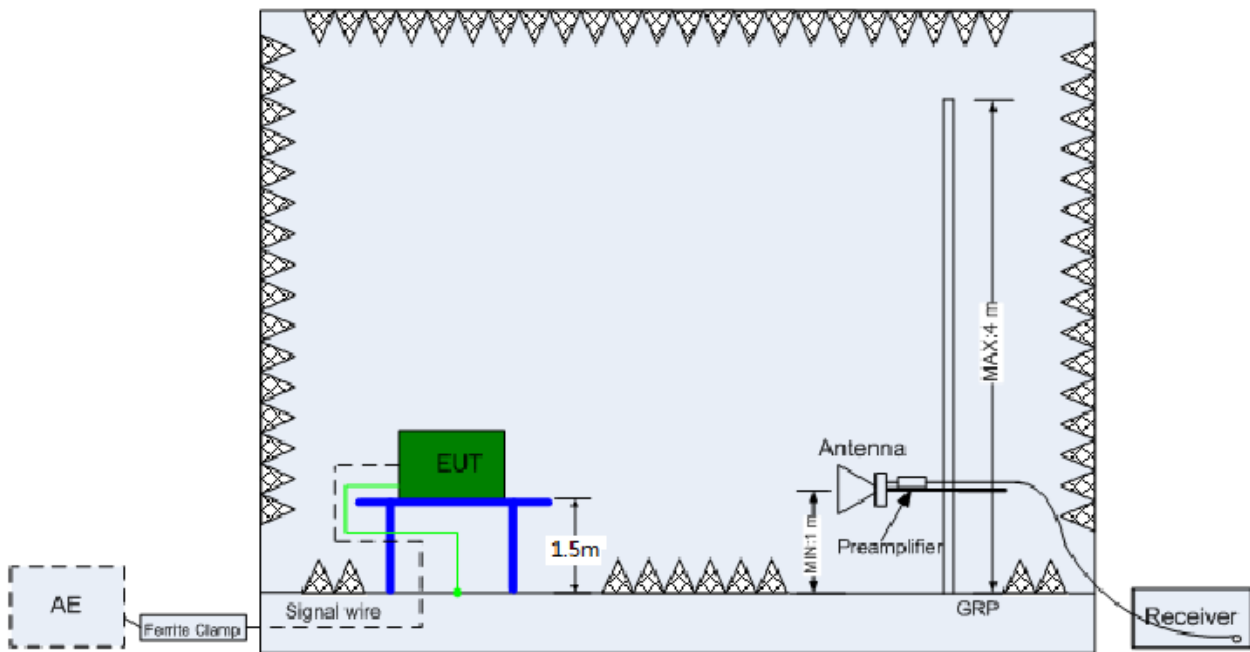 MAX:4 m
EUT
Antenna
1.5m
MIN:1 m
Preamplifier
AE
Ferrite Clamp
Signal wire
GRP
Receiver